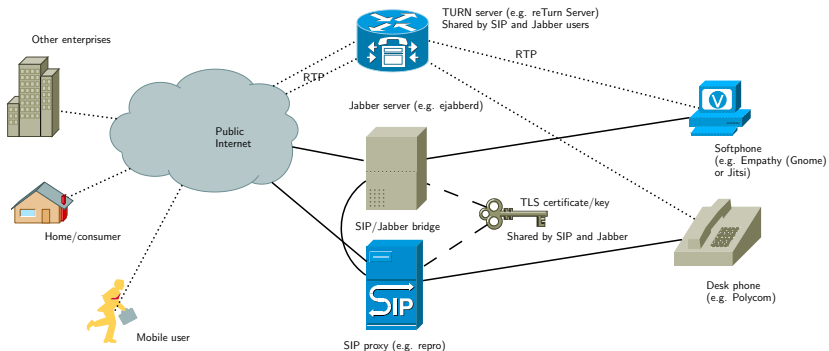 TURN server (e.g. reTurn Server)
Shared by SIP and Jabber users
Other enterprises
RTP
RTP
Jabber server (e.g. ejabberd)
V
Public
Internet
Softphone
(e.g. Empathy (Gnome)
or Jitsi)
TLS certificate/key
SIP/Jabber bridge
Home/consumer
Shared by SIP and Jabber
Desk phone
(e.g. Polycom)
SIP
Mobile user
SIP proxy (e.g. repro)